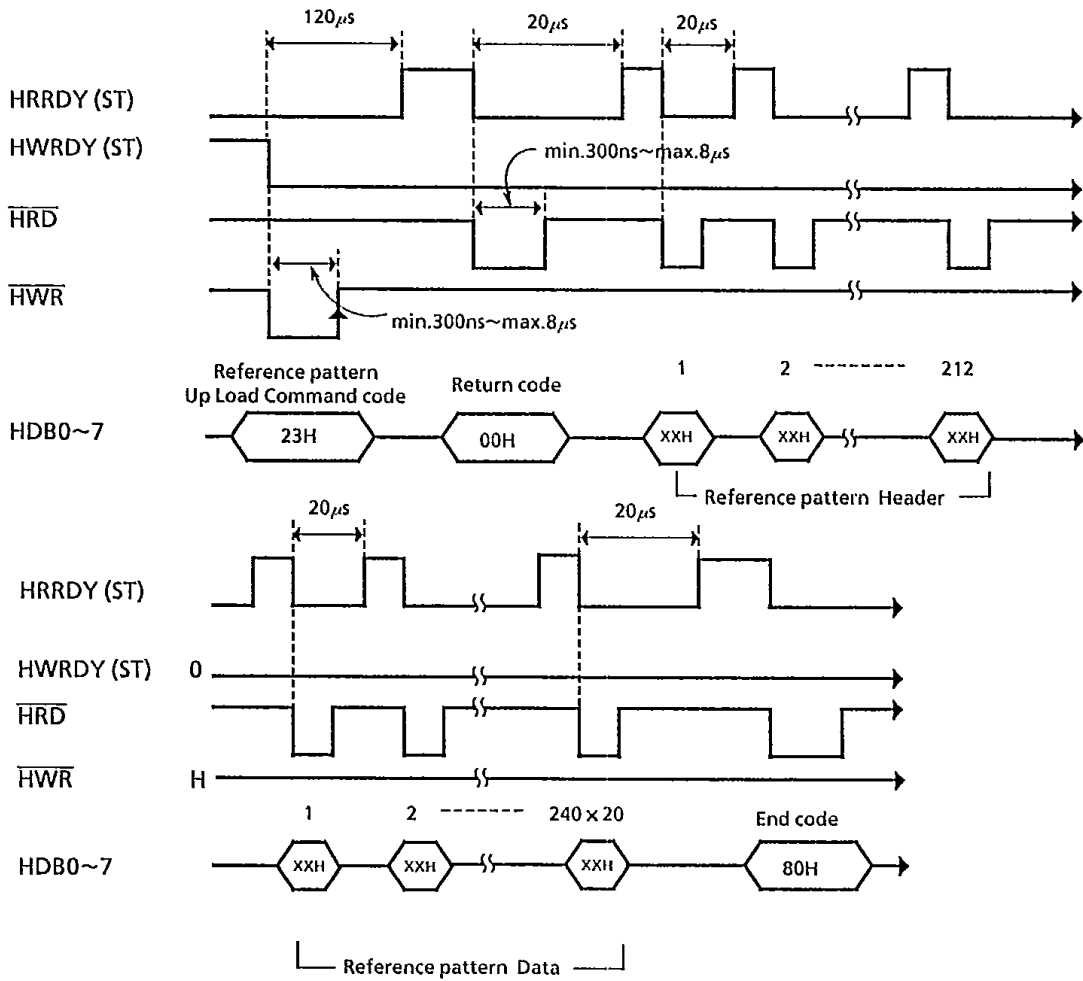 120μs
20μs
20μs
HRRDY (ST)
HWRDY (ST)
min.300ns~max.8μs
HRD
HWR
min.300ns~max.8μs
Reference pattern
Up Load Command code
Return code
1
2
212
HDB0~7
23H
00H
XXH
XXH
XXH
Reference pattern Header
20μs
20μs
HRRDY (ST)
HWRDY (ST)
0
HRD
HWR
H
1
2
240 x 20
End code
HDB0~7
XXH
XXH
XXH
80H
Reference pattern Data